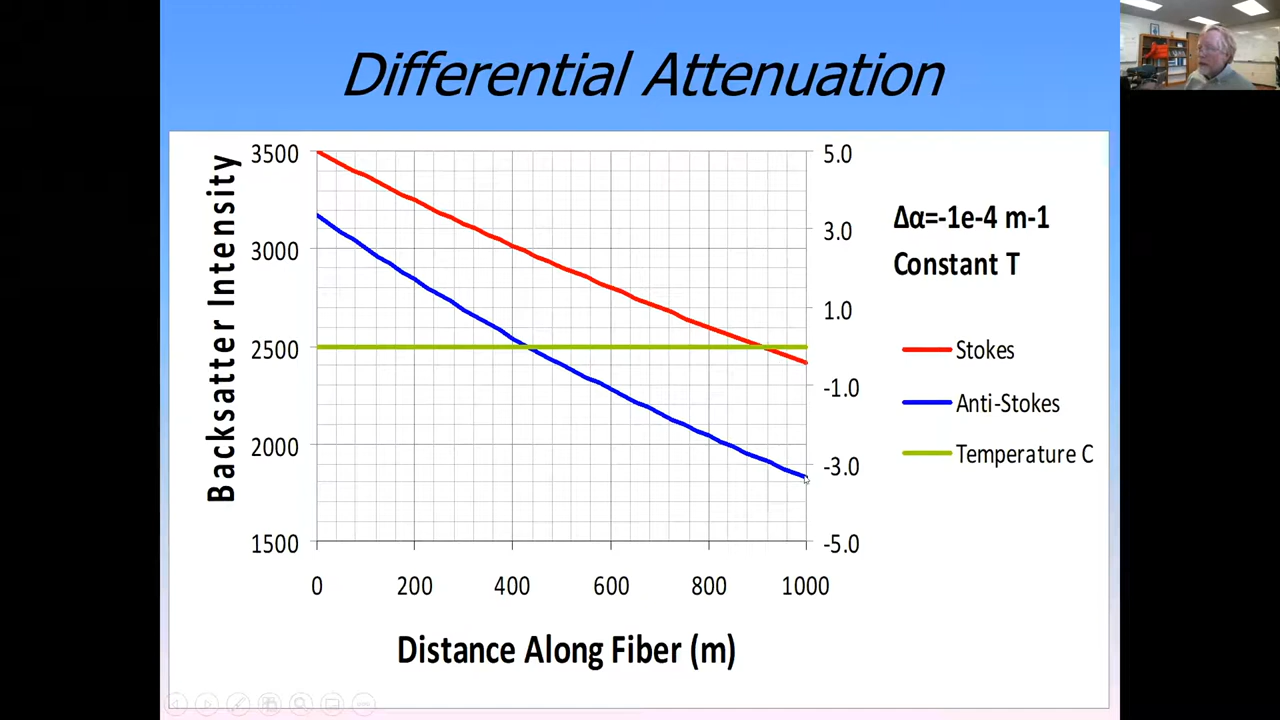 Differential Attenuation
Backsatter Intensity
3500
3000
2500
2000
1500
5.0
3.0
1.0
-1.0
-3.0
-5.0
0 200 400 600 800 1000
Distance Along Fiber (m)
Δα=-1e-4 m-1
Constant T
Stokes
Anti-Stokes
Temperature C